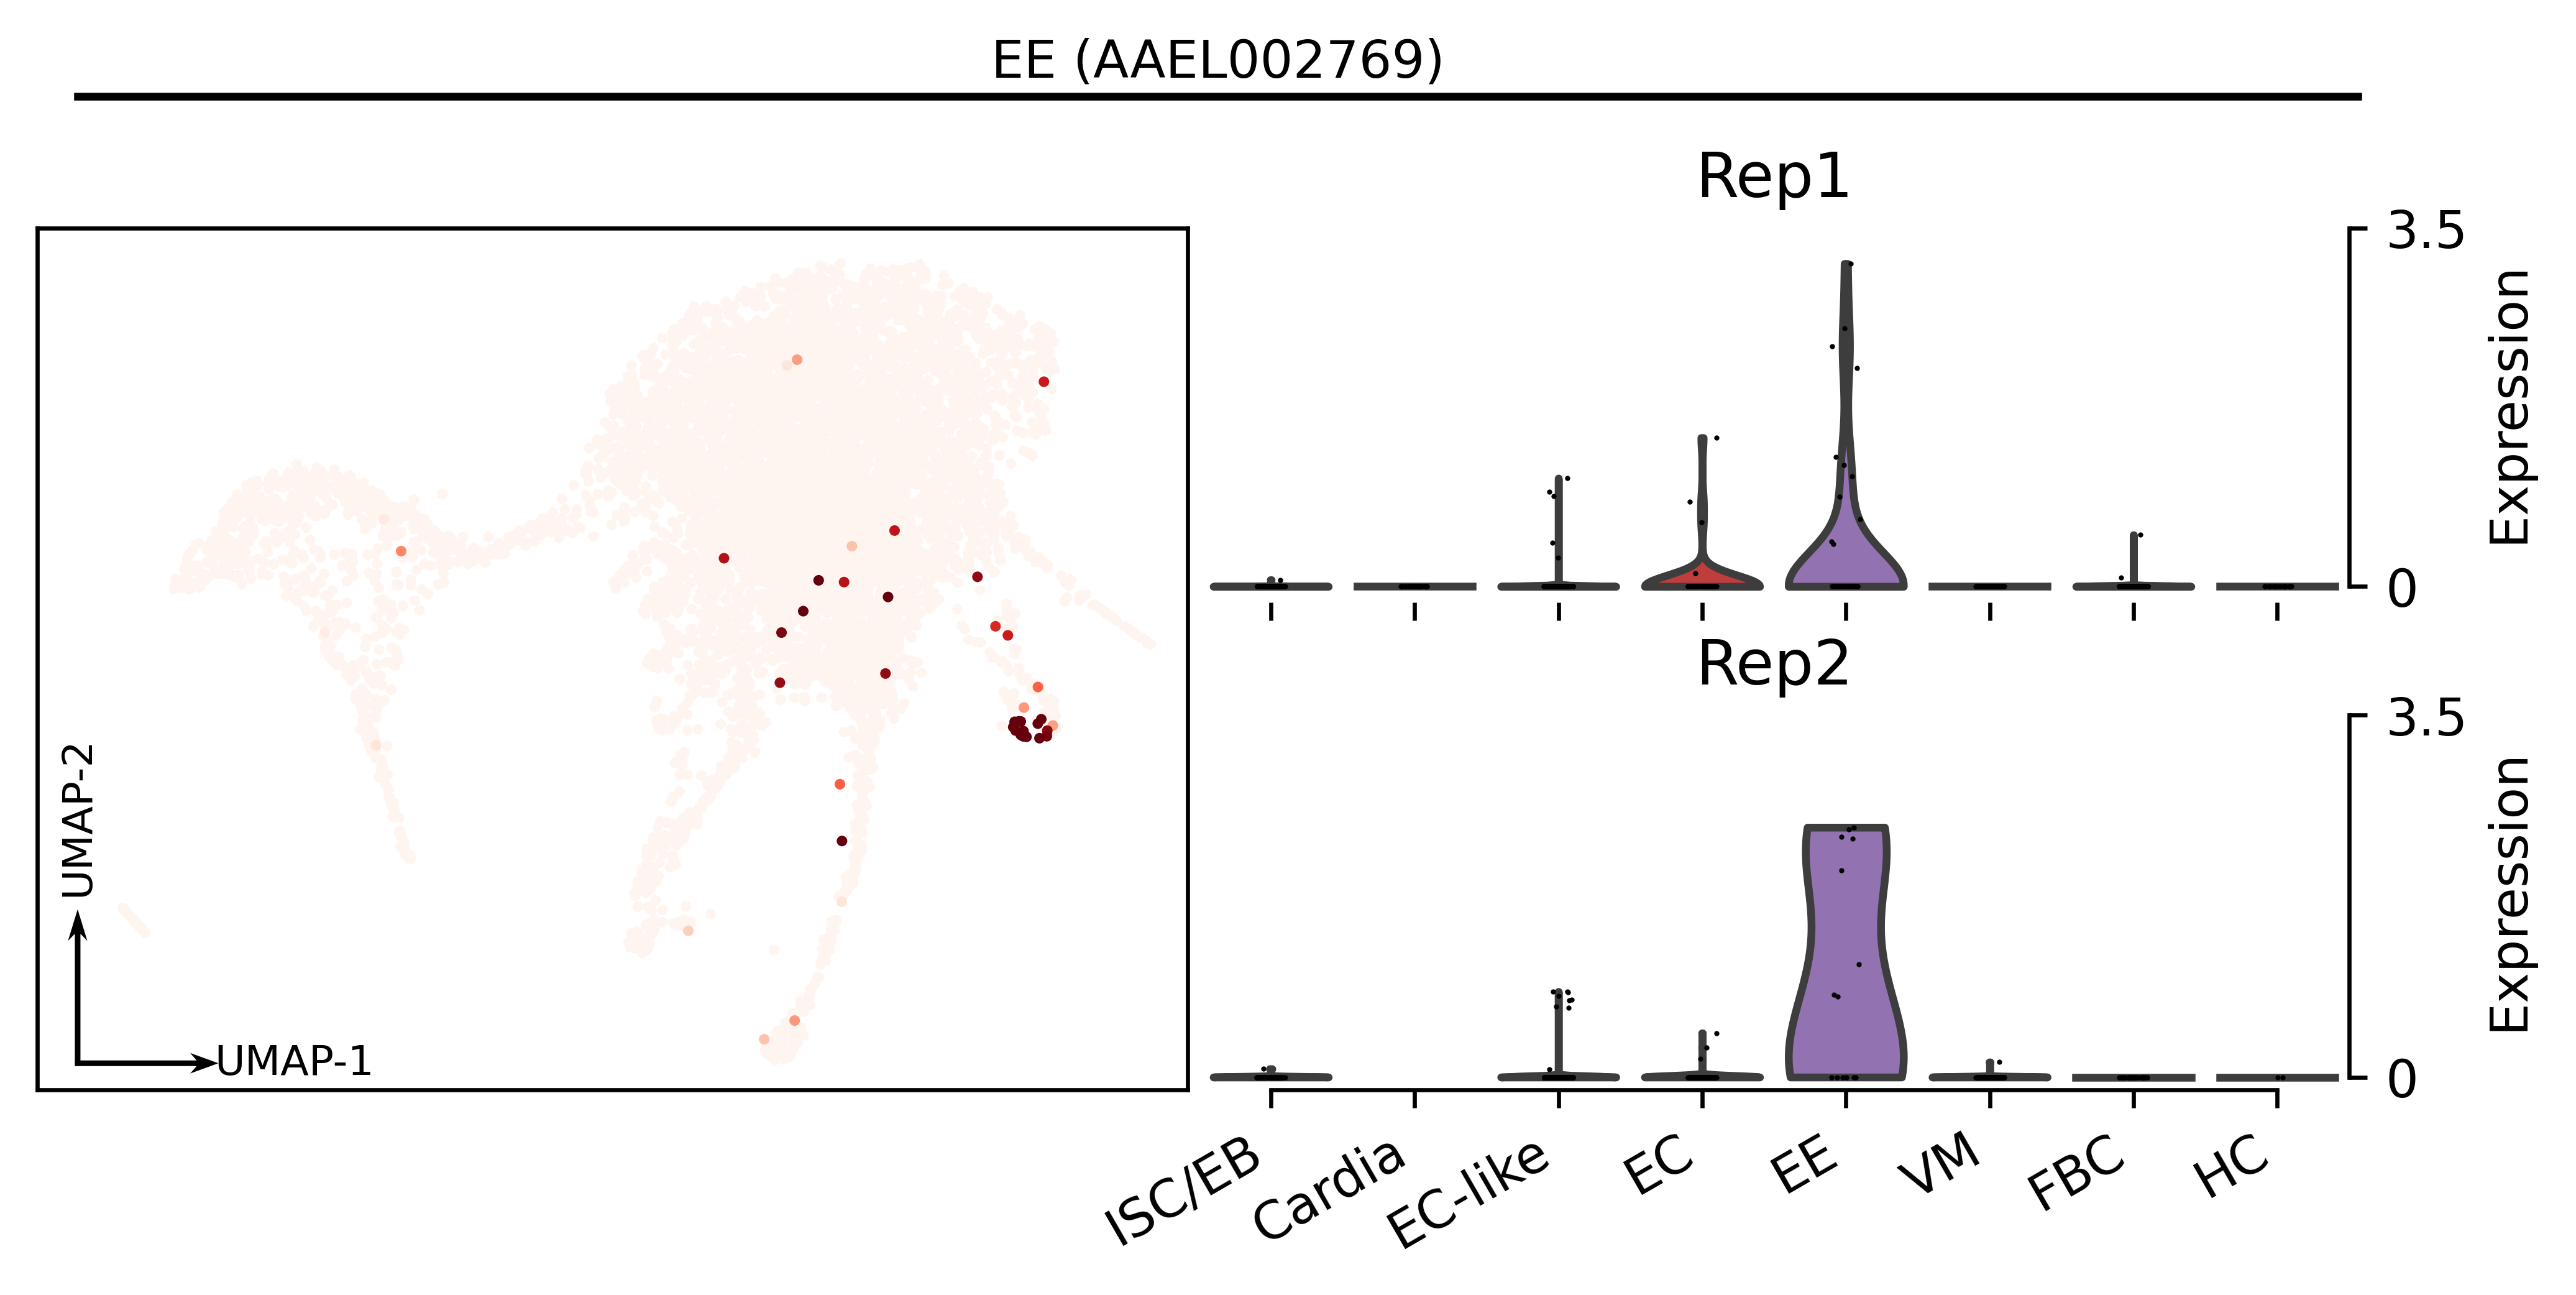 EE (AAEL002769)
Rep1
3.5
0
Expression
Rep2
3.5
0
Expression
UMAP-2
UMAP-1
ISC/EB
Cardia
EC-like
EC
EE
VM
FBC
HC